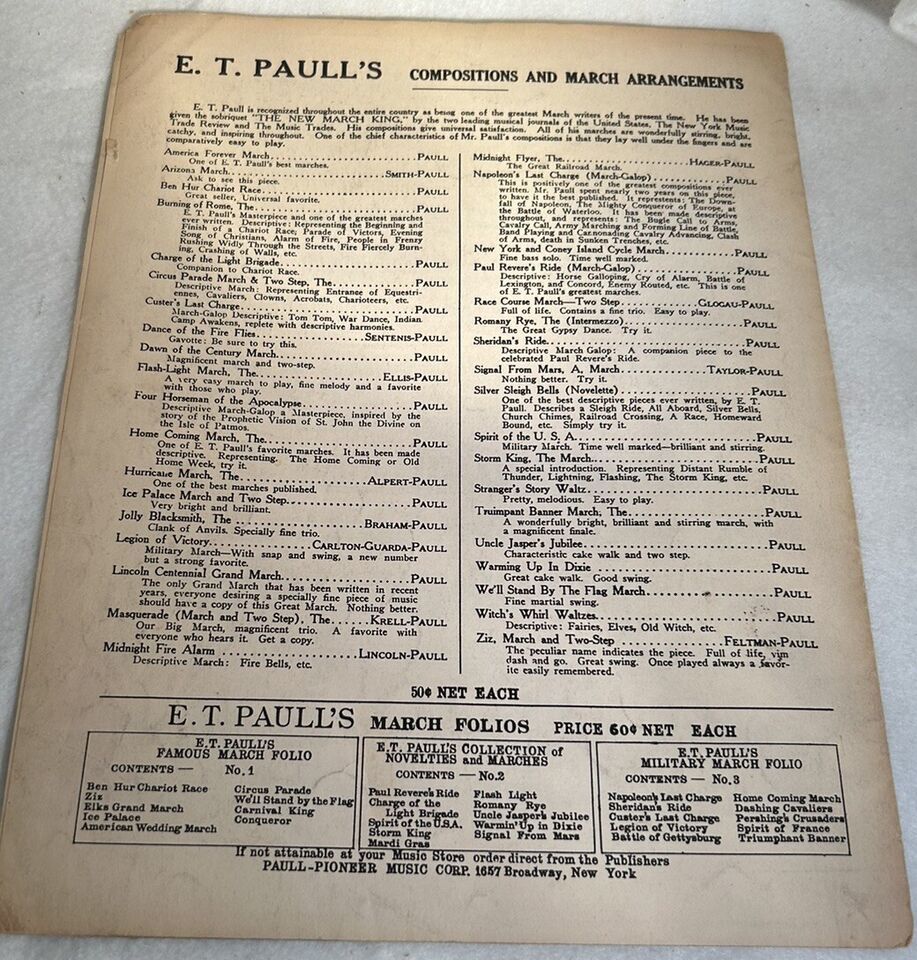 E. T. PAULL'S COMPOSITIONS AND MARCH ARRANGEMENTS
E. T. Paull is recognized throughout the entire country as being one of the greatest March writers of the present time. He has been
given the sobriquet "THE NEW MARCH KING," by the two leading musical journals of the United States, The New York Music
Trade Review and The Music Trades. His compositions give universal satisfaction. All of his marches are wonderfully stirring, bright,
catchy, and inspiring throughout. One of the chief characteristics of Mr. Paull's compositions is that they lay well under the fingers and are
comparatively easy to play.
America Forever March..........PAULL
One of E. T. Paull's best marches.
Arizona March..........SMITH-PAULL
Ask to see this piece.
Ben Hur Chariot Race..........PAULL
Great seller, Universal favorite.
Burning of Rome, The..........PAULL
E. T. Paull's Masterpiece and one of the greatest marches
ever written. Descriptive: Representing the Beginning and
Finish of a Chariot Race, Parade of Victors, Evening
Song of Christians, Alarm of Fire, People in Frenzy
Rushing Widly Through the Streets, Fire Fiercely Burn-
ing, Crashing of Walls, etc.
Charge of the Light Brigade..........PAULL
Companion to Chariot Race.
Circus Parade March & Two Step, The..........PAULL
Descriptive March: Representing Entranee of Equestri-
ennes, Cavaliers, Clowns, Acrobats, Charioteers, etc.
Custer's Last Charge..........PAULL
March-Galop Descriptive: Tom Tom, War Dance, Indian
Camp Awakens, replete with descriptive harmonies.
Dance of the Fire Flies..........SENTENIS-PAULL
Gavotte: Be sure to try this.
Dawn of the Century March..........PAULL
Magnificent march and two-step.
Flash-Light March, The..........ELLIS-PAULL
A very easy march to play, fine melody and a favorite
with those who play.
Four Horseman of the Apocalypse..........PAULL
Descriptive March-Galop a Masterpiece, inspired by the
story of the Prophetic Vision of St. John the Divine on
the Isle of Patmos.
Home Coming March, The..........PAULL
One of E. T. Paull's favorite marches. It has been made
descriptive. Representing. The Home Coming or Old
Home Week, try it.
Hurricane March, The..........ALPERT-PAULL
One of the best marches published.
Ice Palace March and Two Step..........PAULL
Very bright and brilliant.
Jolly Blacksmith, The..........BRAHAM-PAULL
Clank of Anvils. Specially fine trio.
Legion of Victory..........CARLTON-GUARDA-PAULL
Military March—With snap and swing, a new number
but a strong favorite.
Lincoln Centennial Grand March..........PAULL
The only Grand March that has been written in recent
years, everyone desiring a specially fine piece of music
should have a copy of this Great March. Nothing better.
Masquerade (March and Two Step), The......KRELL-PAULL
Our Big March, magnificent trio. A favorite with
everyone who hears it. Get a copy.
Midnight Fire Alarm..........LINCOLN-PAULL
Descriptive March: Fire Bells, etc.
Midnight Flyer, The..........HAGER-PAULL
The Great Railroad March.
Napoleon's Last Charge (March-Galop)..........PAULL
This is positively one of the greatest compositions ever
written. Mr. Paull spent nearly two years on this piece,
to have it the best published. It represtents: The Down-
fall of Napoleon, The Mighty Conqueror of Europe, at
the Battle of Waterloo. It has been made descriptive
throughout, and represents: The Bugle Call to Arms,
Cavalry Call, Army Marching and Forming Line of Battle,
Band Playing and Cannonading Cavalry Advancing, Clash
of Arms, death in Sunken Trenches, etc.
New York and Coney Island Cycle March..........PAULL
Fine bass solo. Time well marked.
Paul Revere's Ride (March-Galop)..........PAULL
Descriptive: Horse Galloping, Cry of Alarm, Battle of
Lexington, and Concord, Enemy Routed, etc. This is one
of E. T. Paull's greatest marches.
Race Course March—Two Step..........GLOGAU-PAULL
Full of life. Contains a fine trio. Easy to play.
Romany Rye, The (Intermezzo)..........PAULL
The Great Gypsy Dance. Try it.
Sheridan's Ride..........PAULL
Descriptive March Galop: A companion piece to the
celebrated Paul Revere's Ride.
Signal From Mars, A. March..........TAYLOR-PAULL
Nothing better. Try it.
Silver Sleigh Bells (Novelette)..........PAULL
One of the best descriptive pieces ever written, by E. T.
Paull. Describes a Sleigh Ride, All Aboard, Silver Bells,
Church Chimes, Railroad Crossing, A Race, Homeward
Bound, etc. Simply try it.
Spirit of the U. S. A..........PAULL
Military March. Time well marked—brilliant and stirring.
Storm King, The March..........PAULL
A special introduction. Representing Distant Rumble of
Thunder, Lightning, Flashing, The Storm King, etc.
Stranger's Story Waltz..........PAULL
Pretty, melodious. Easy to play.
Truimpant Banner March, The..........PAULL
A wonderfully bright, brilliant and stirring march, with
a magnificent finale.
Uncle Jasper's Jubilee..........PAULL
Characteristic cake walk and two step.
Warming Up In Dixie..........PAULL
Great cake walk. Good swing.
We'll Stand By The Flag March..........PAULL
Fine martial swing.
Witch's Whirl Waltzes..........PAULL
Descriptive: Fairies, Elves, Old Witch, etc.
Ziz, March and Two-Step..........FELTMAN-PAULL
The peculiar name indicates the piece. Full of life, vim
dash and go. Great swing. Once played always a favor-
ite easily remembered.
50¢ NET EACH
E.T. PAULL'S MARCH FOLIOS PRICE 60¢ NET EACH
E.T. PAULL'S
FAMOUS MARCH FOLIO
CONTENTS — No. 1
Ben Hur Chariot Race
Ziz
Elks Grand March
Ice Palace
American Wedding March
Circus Parade
We'll Stand by the Flag
Carnival King
Conqueror
E.T. PAULL'S COLLECTION of
NOVELTIES and MARCHES
CONTENTS — No. 2
Paul Revere's Ride
Charge of the
Light Brigade
Spirit of the U.S.A.
Storm King
Mardi Gras
Flash Light
Romany Rye
Uncle Jasper's Jubilee
Warmin' Up in Dixie
Signal From Mars
E.T. PAULL'S
MILITARY MARCH FOLIO
CONTENTS — No. 3
Napoleon's Last Charge
Sheridan's Ride
Custer's Last Charge
Legion of Victory
Battle of Gettysburg
Home Coming March
Dashing Cavaliers
Pershing's Crusaders
Spirit of France
Triumphant Banner
If not attainable at your Music Store order direct from the Publishers
PAULL-PIONEER MUSIC CORP. 1657 Broadway, New York